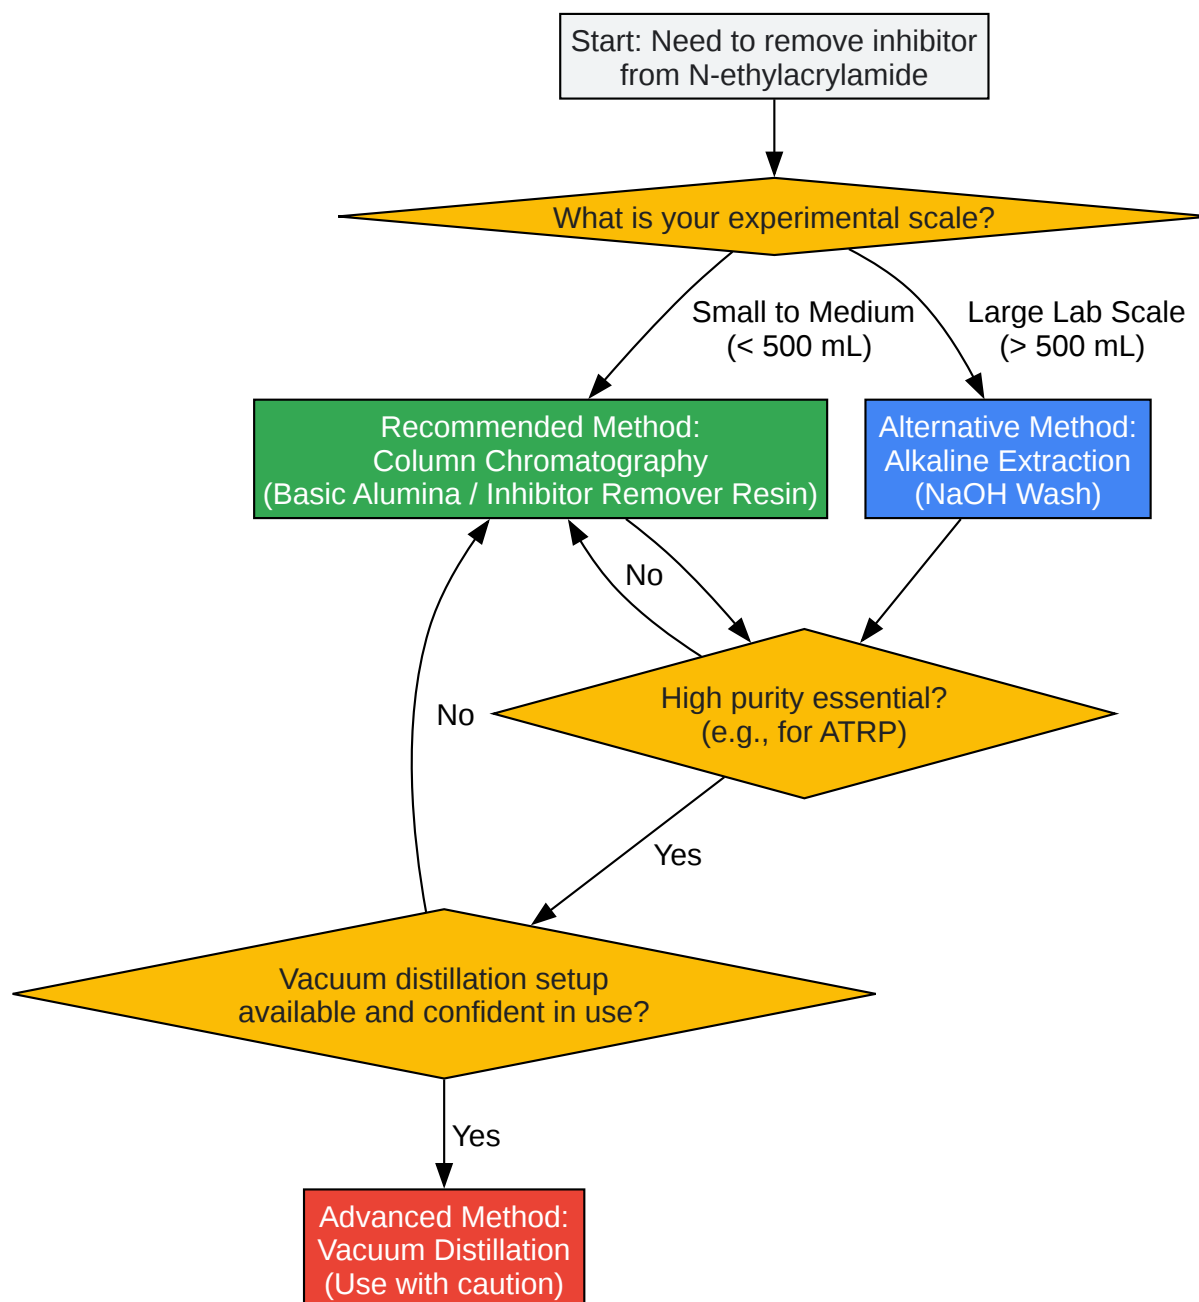 Start: Need to remove inhibitor
from N-ethylacrylamide
What is your experimental scale?
Small to Medium
(< 500 mL)
Large Lab Scale
(> 500 mL)
Recommended Method:
Column Chromatography
(Basic Alumina / Inhibitor Remover Resin)
Alternative Method:
Alkaline Extraction
(NaOH Wash)
No
High purity essential?
(e.g., for ATRP)
No
Yes
Vacuum distillation setup
available and confident in use?
Yes
Advanced Method:
Vacuum Distillation
(Use with caution)